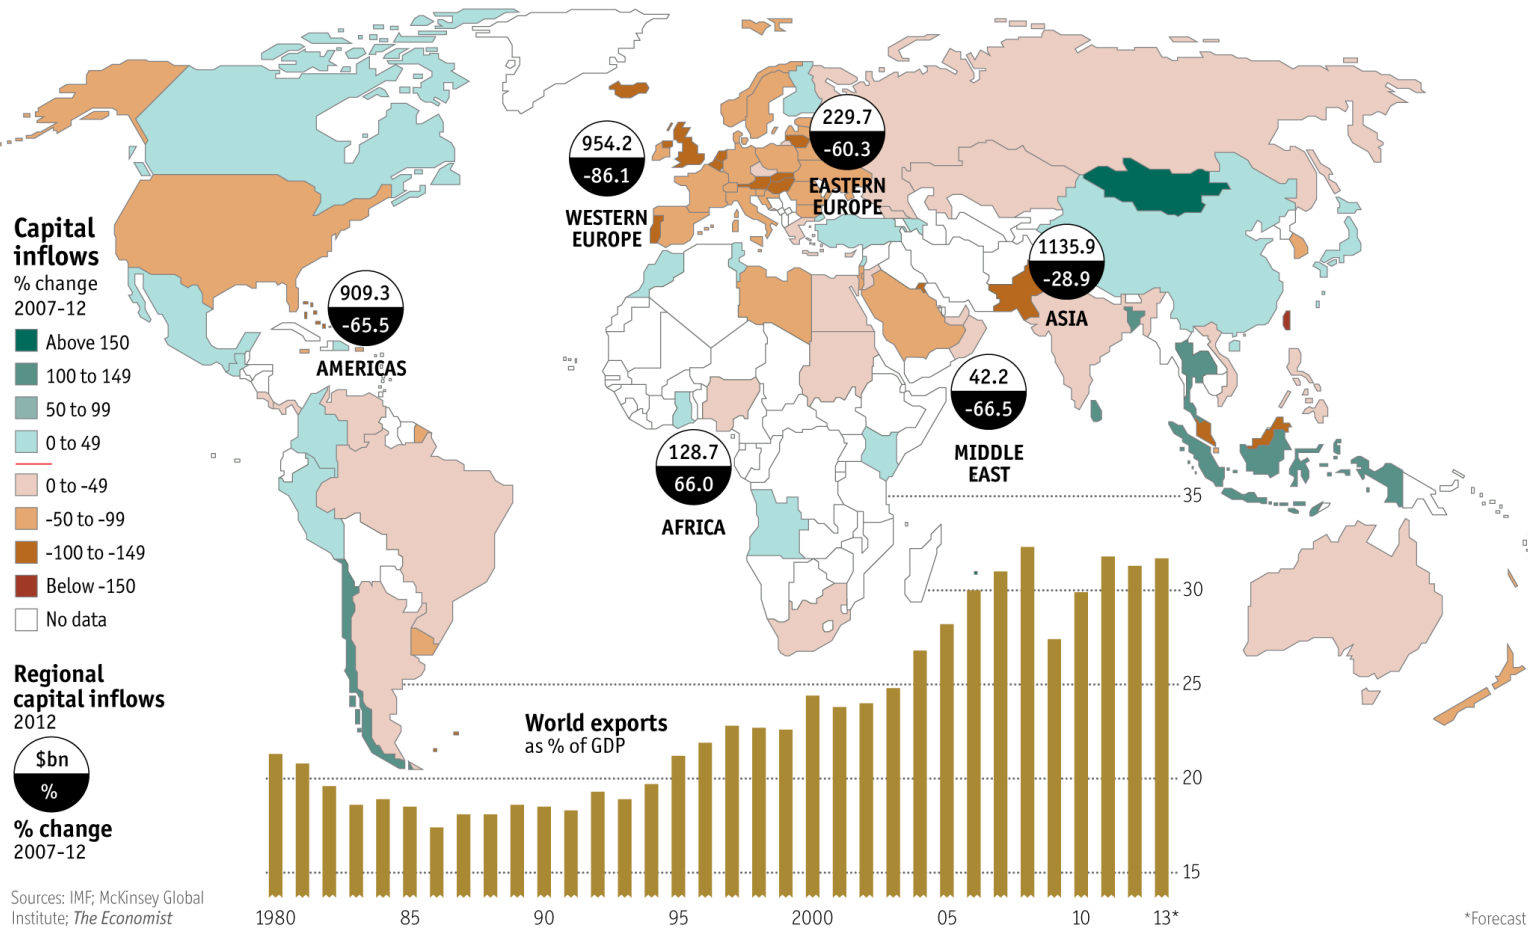 954.2
-86.1
WESTERN
EUROPE
229.7
-60.3
EASTERN
EUROPE
1135.9
-28.9
ASIA
909.3
-65.5
AMERICAS
42.2
-66.5
MIDDLE
EAST
128.7
66.0
AFRICA
Capital
inflows
% change
2007-12
Above 150
100 to 149
50 to 99
0 to 49
0 to -49
-50 to -99
-100 to -149
Below -150
No data
Regional
capital inflows
2012
$bn
%
% change
2007-12
World exports
as % of GDP
35
30
25
20
15
1980 85 90 95 2000 05 10 13*
Sources: IMF; McKinsey Global
Institute; The Economist
*Forecast